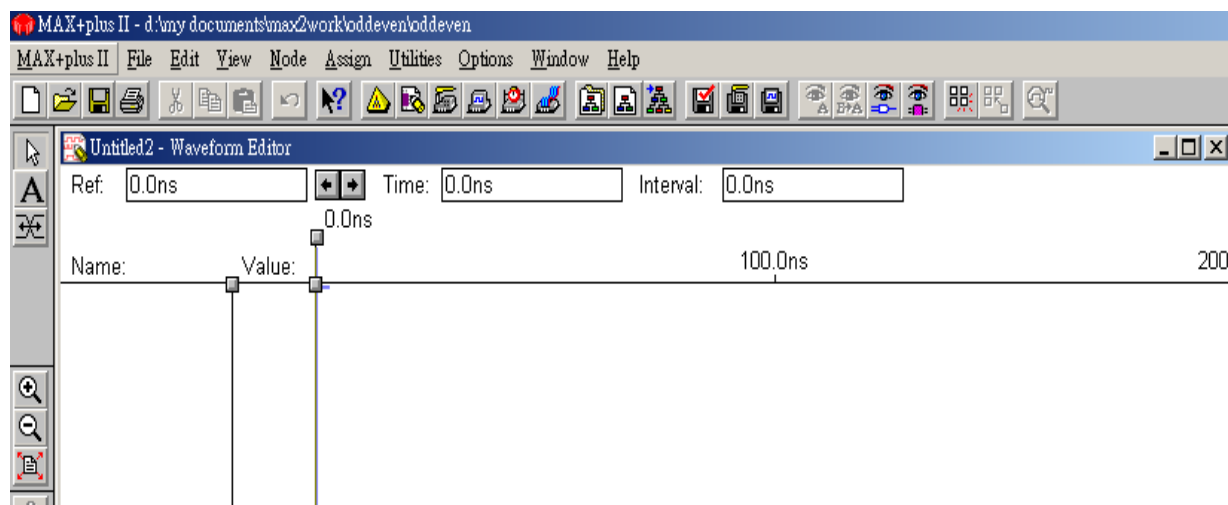 MAX+plus II - d:\my documents\max2work\oddeven\oddeven
MAX+plus II File Edit View Node Assign Utilities Options Window Help
Untitled2 - Waveform Editor
Ref: 0.0ns Time: 0.0ns Interval: 0.0ns
0.0ns
Name: Value: 100.0ns 200